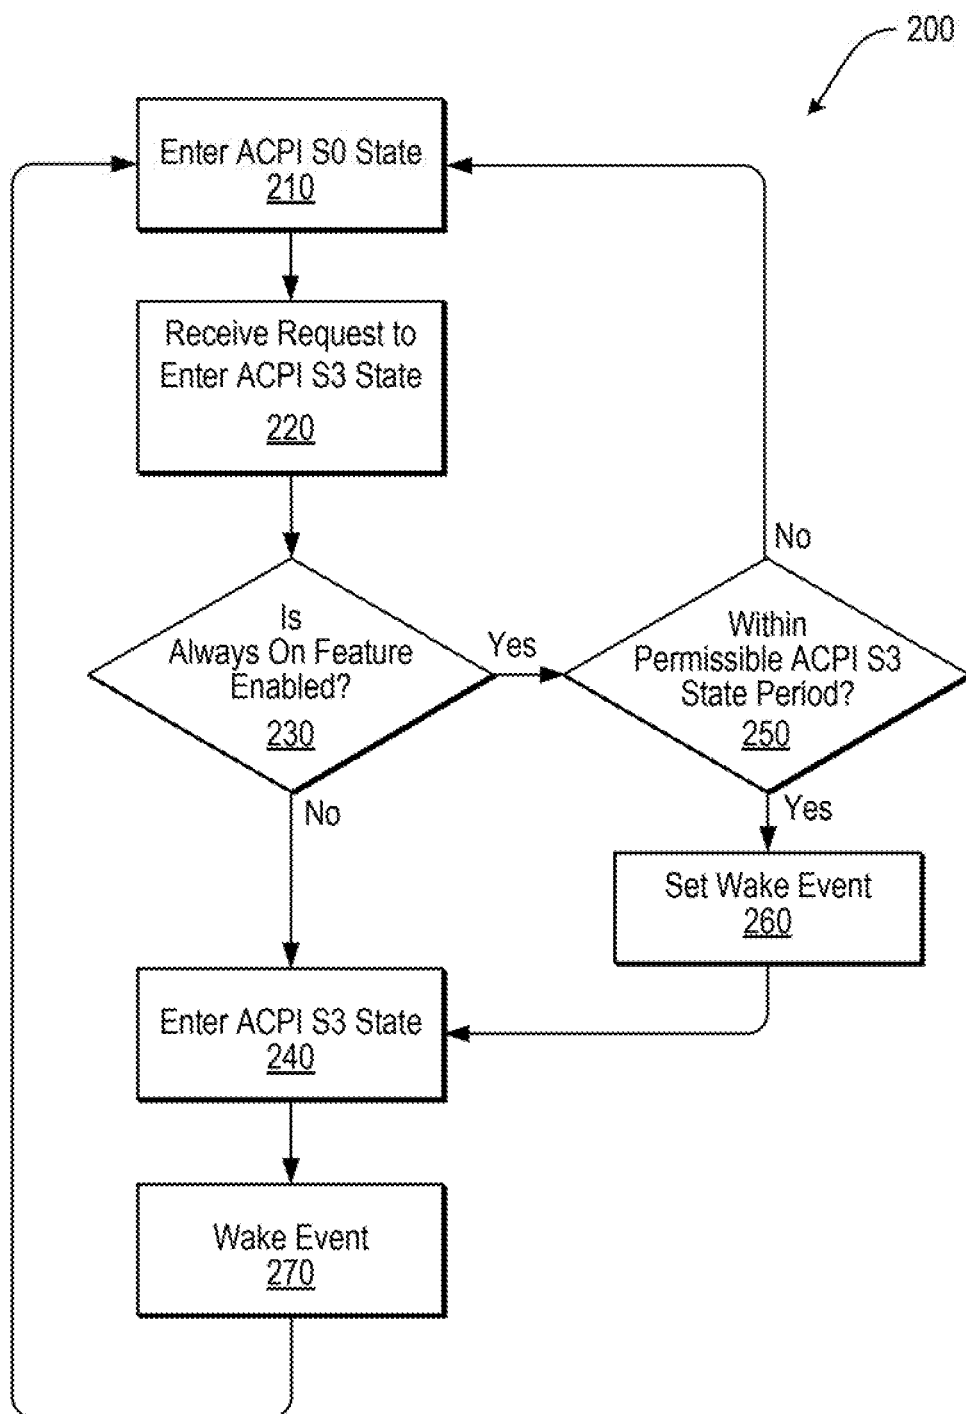 200
Enter ACPI S0 State
210
Receive Request to
Enter ACPI S3 State
220
Is
Always On Feature
Enabled?
230
Yes
No
Within
Permissible ACPI S3
State Period?
250
No
Yes
Set Wake Event
260
Enter ACPI S3 State
240
Wake Event
270